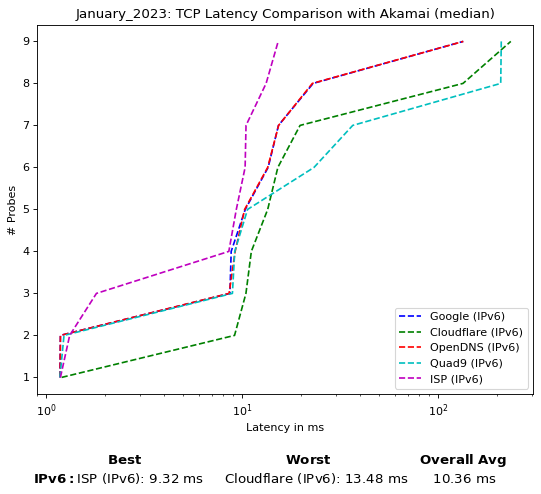 January_2023: TCP Latency Comparison with Akamai (median)
9
8
7
6
5
4
3
2
1
# Probes
Google (IPv6)
Cloudflare (IPv6)
OpenDNS (IPv6)
Quad9 (IPv6)
ISP (IPv6)
10^0 10^1 10^2
Latency in ms
Best Worst Overall Avg
IPv6: ISP (IPv6): 9.32 ms Cloudflare (IPv6): 13.48 ms 10.36 ms